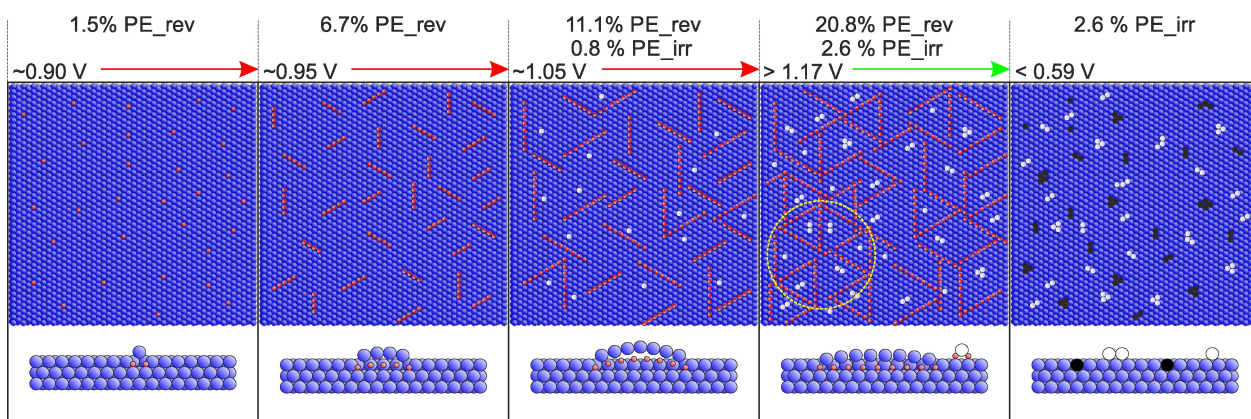 1.5% PE_rev
~0.90 V
6.7% PE_rev
~0.95 V
11.1% PE_rev
0.8 % PE_irr
~1.05 V
20.8% PE_rev
2.6 % PE_irr
> 1.17 V
2.6 % PE_irr
< 0.59 V